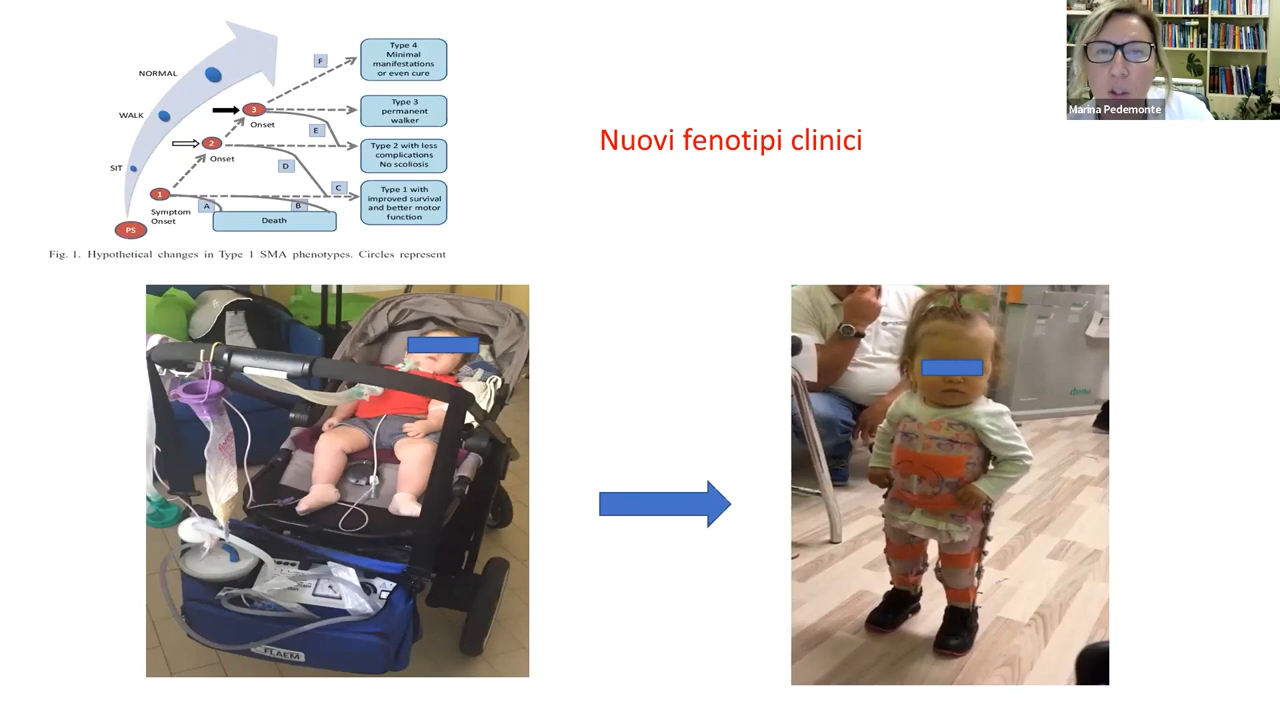 Type 4
Minimal
manifestations
or even cure
F
NORMAL
Type 3
permanent
walker
3
Onset
WALK
E
Type 2 with less
complications
No scoliosis
2
Onset
D
SIT
C
Type 1 with
improved survival
and better motor
function
1
A
B
Symptom
Onset
Death
PS
Fig. 1. Hypothetical changes in Type 1 SMA phenotypes. Circles represent
Nuovi fenotipi clinici
Marina Pedemonte
FLAEM